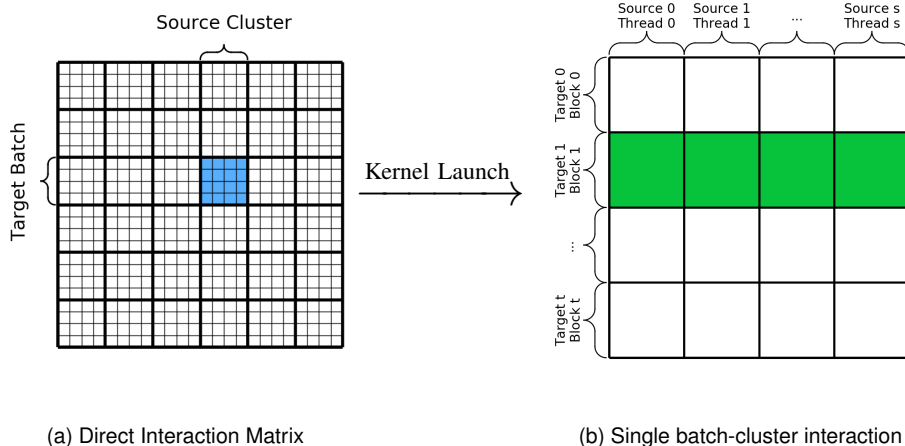 Source Cluster
Target Batch
(a) Direct Interaction Matrix
Kernel Launch
Source 0
Thread 0
Source 1
Thread 1
...
Source s
Thread s
Target 0
Block 0
Target 1
Block 1
...
Target t
Block t
(b) Single batch-cluster interaction